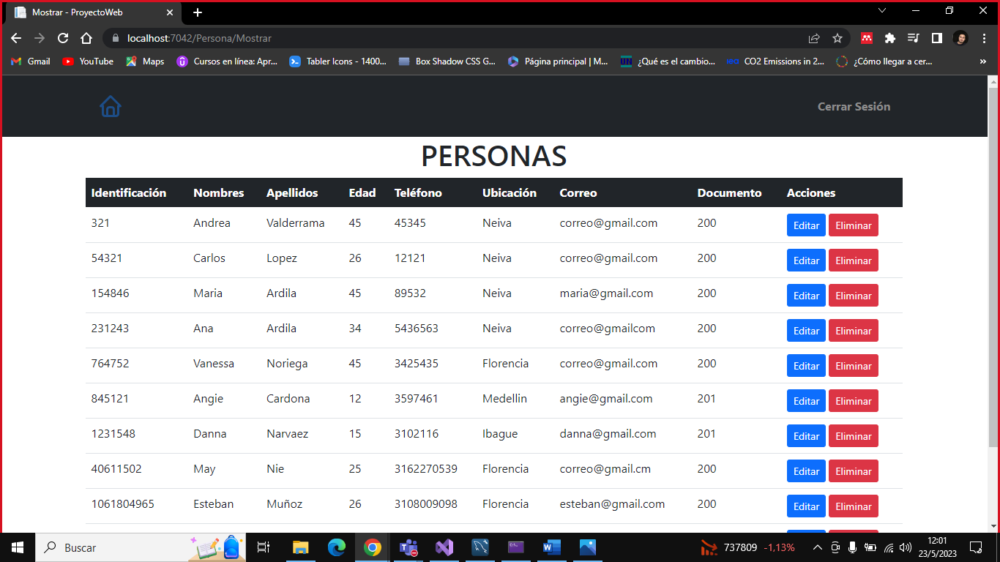 Mostrar - ProyectoWeb
localhost:7042/Persona/Mostrar
Gmail YouTube Maps Cursos en línea: Apr... Tabler Icons - 1400... Box Shadow CSS G... Página principal | M... ¿Qué es el cambio... CO2 Emissions in 2... ¿Cómo llegar a cer... »
Cerrar Sesión
PERSONAS
Identificación Nombres Apellidos Edad Teléfono Ubicación Correo Documento Acciones
321 Andrea Valderrama 45 45345 Neiva correo@gmail.com 200 Editar Eliminar
54321 Carlos Lopez 26 12121 Neiva correo@gmail.com 200 Editar Eliminar
154846 Maria Ardila 45 89532 Neiva maria@gmail.com 200 Editar Eliminar
231243 Ana Ardila 34 5436563 Neiva correo@gmailcom 200 Editar Eliminar
764752 Vanessa Noriega 45 3425435 Florencia correo@gmail.com 200 Editar Eliminar
845121 Angie Cardona 12 3597461 Medellin angie@gmail.com 201 Editar Eliminar
1231548 Danna Narvaez 15 3102116 Ibague danna@gmail.com 201 Editar Eliminar
40611502 May Nie 25 3162270539 Florencia correo@gmail.cm 200 Editar Eliminar
1061804965 Esteban Muñoz 26 3108009098 Florencia esteban@gmail.com 200 Editar Eliminar
Buscar 737809 -1,13% 12:01
23/5/2023